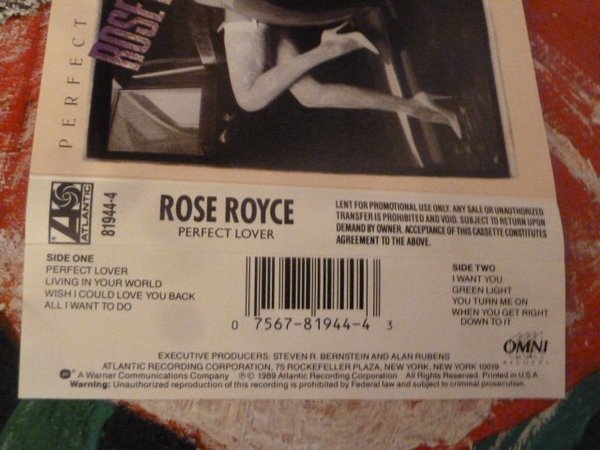 PERFECT
ROSE
ATLANTIC
81944-4
ROSE ROYCE
PERFECT LOVER
LENT FOR PROMOTIONAL USE ONLY. ANY SALE OR UNAUTHORIZED
TRANSFER IS PROHIBITED AND VOID. SUBJECT TO RETURN UPON
DEMAND BY OWNER. ACCEPTANCE OF THIS CASSETTE CONSTITUTES
AGREEMENT TO THE ABOVE.
SIDE ONE
PERFECT LOVER
LIVING IN YOUR WORLD
WISH I COULD LOVE YOU BACK
ALL I WANT TO DO
0 7567-81944-4 3
SIDE TWO
I WANT YOU
GREEN LIGHT
YOU TURN ME ON
WHEN YOU GET RIGHT
DOWN TO IT
OMNI
RECORDS
EXECUTIVE PRODUCERS: STEVEN R. BERNSTEIN AND ALAN RUBENS
ATLANTIC RECORDING CORPORATION, 75 ROCKEFELLER PLAZA, NEW YORK, NEW YORK 10019
A Warner Communications Company ℗© 1989 Atlantic Recording Corporation All Rights Reserved. Printed in U.S.A.
Warning: Unauthorized reproduction of this recording is prohibited by Federal law and subject to criminal prosecution.